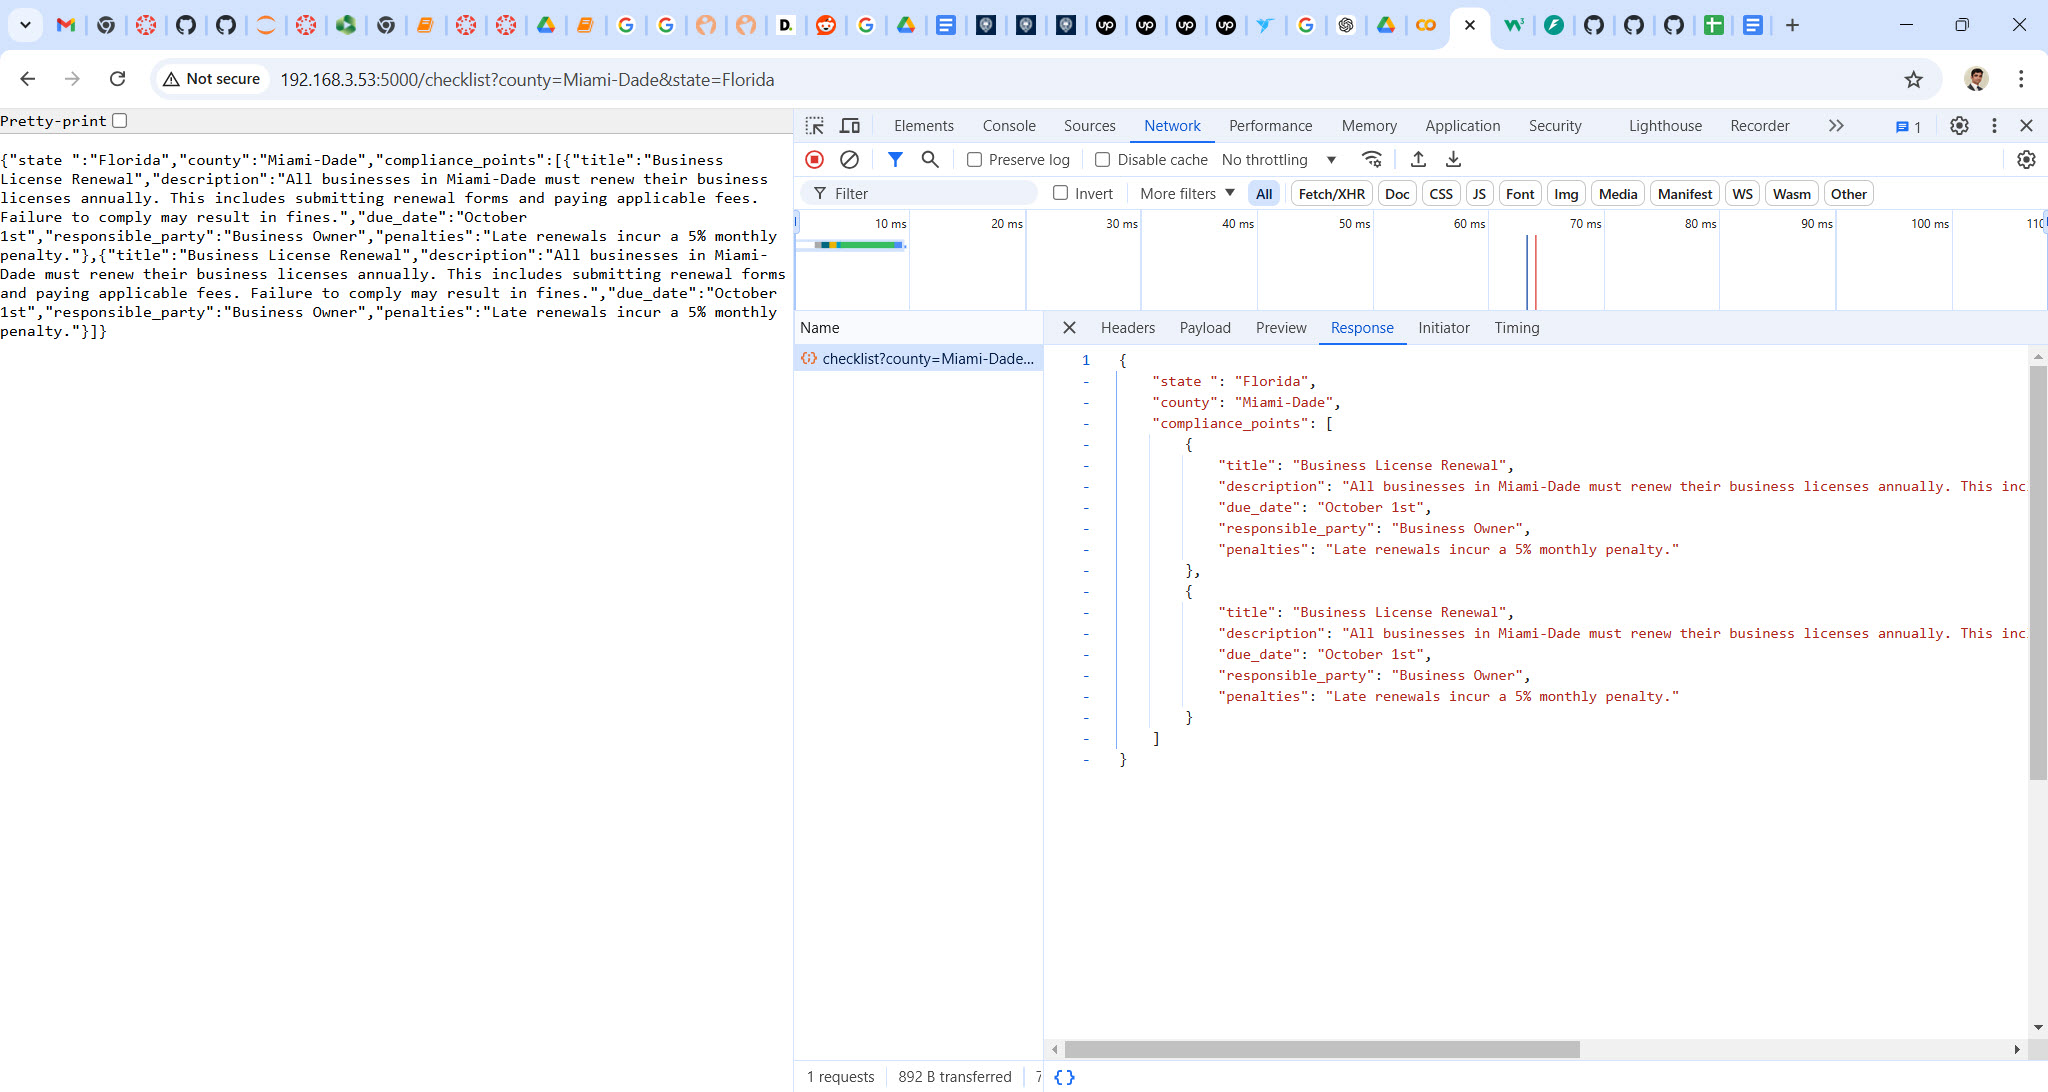 Not secure
192.168.3.53:5000/checklist?county=Miami-Dade&state=Florida
Pretty-print
{"state ":"Florida","county":"Miami-Dade","compliance_points":[{"title":"Business
License Renewal","description":"All businesses in Miami-Dade must renew their business
licenses annually. This includes submitting renewal forms and paying applicable fees.
Failure to comply may result in fines.","due_date":"October
1st","responsible_party":"Business Owner","penalties":"Late renewals incur a 5% monthly
penalty."},{"title":"Business License Renewal","description":"All businesses in Miami-
Dade must renew their business licenses annually. This includes submitting renewal forms
and paying applicable fees. Failure to comply may result in fines.","due_date":"October
1st","responsible_party":"Business Owner","penalties":"Late renewals incur a 5% monthly
penalty."}]}
Elements Console Sources Network Performance Memory Application Security Lighthouse Recorder 1
Preserve log Disable cache No throttling
Filter Invert More filters All Fetch/XHR Doc CSS JS Font Img Media Manifest WS Wasm Other
10 ms 20 ms 30 ms 40 ms 50 ms 60 ms 70 ms 80 ms 90 ms 100 ms 110
Name
checklist?county=Miami-Dade...
Headers Payload Preview Response Initiator Timing
1 {
- "state ": "Florida",
- "county": "Miami-Dade",
- "compliance_points": [
- {
- "title": "Business License Renewal",
- "description": "All businesses in Miami-Dade must renew their business licenses annually. This inc
- "due_date": "October 1st",
- "responsible_party": "Business Owner",
- "penalties": "Late renewals incur a 5% monthly penalty."
- },
- {
- "title": "Business License Renewal",
- "description": "All businesses in Miami-Dade must renew their business licenses annually. This inc
- "due_date": "October 1st",
- "responsible_party": "Business Owner",
- "penalties": "Late renewals incur a 5% monthly penalty."
- }
- ]
- }
1 requests 892 B transferred 7
{}